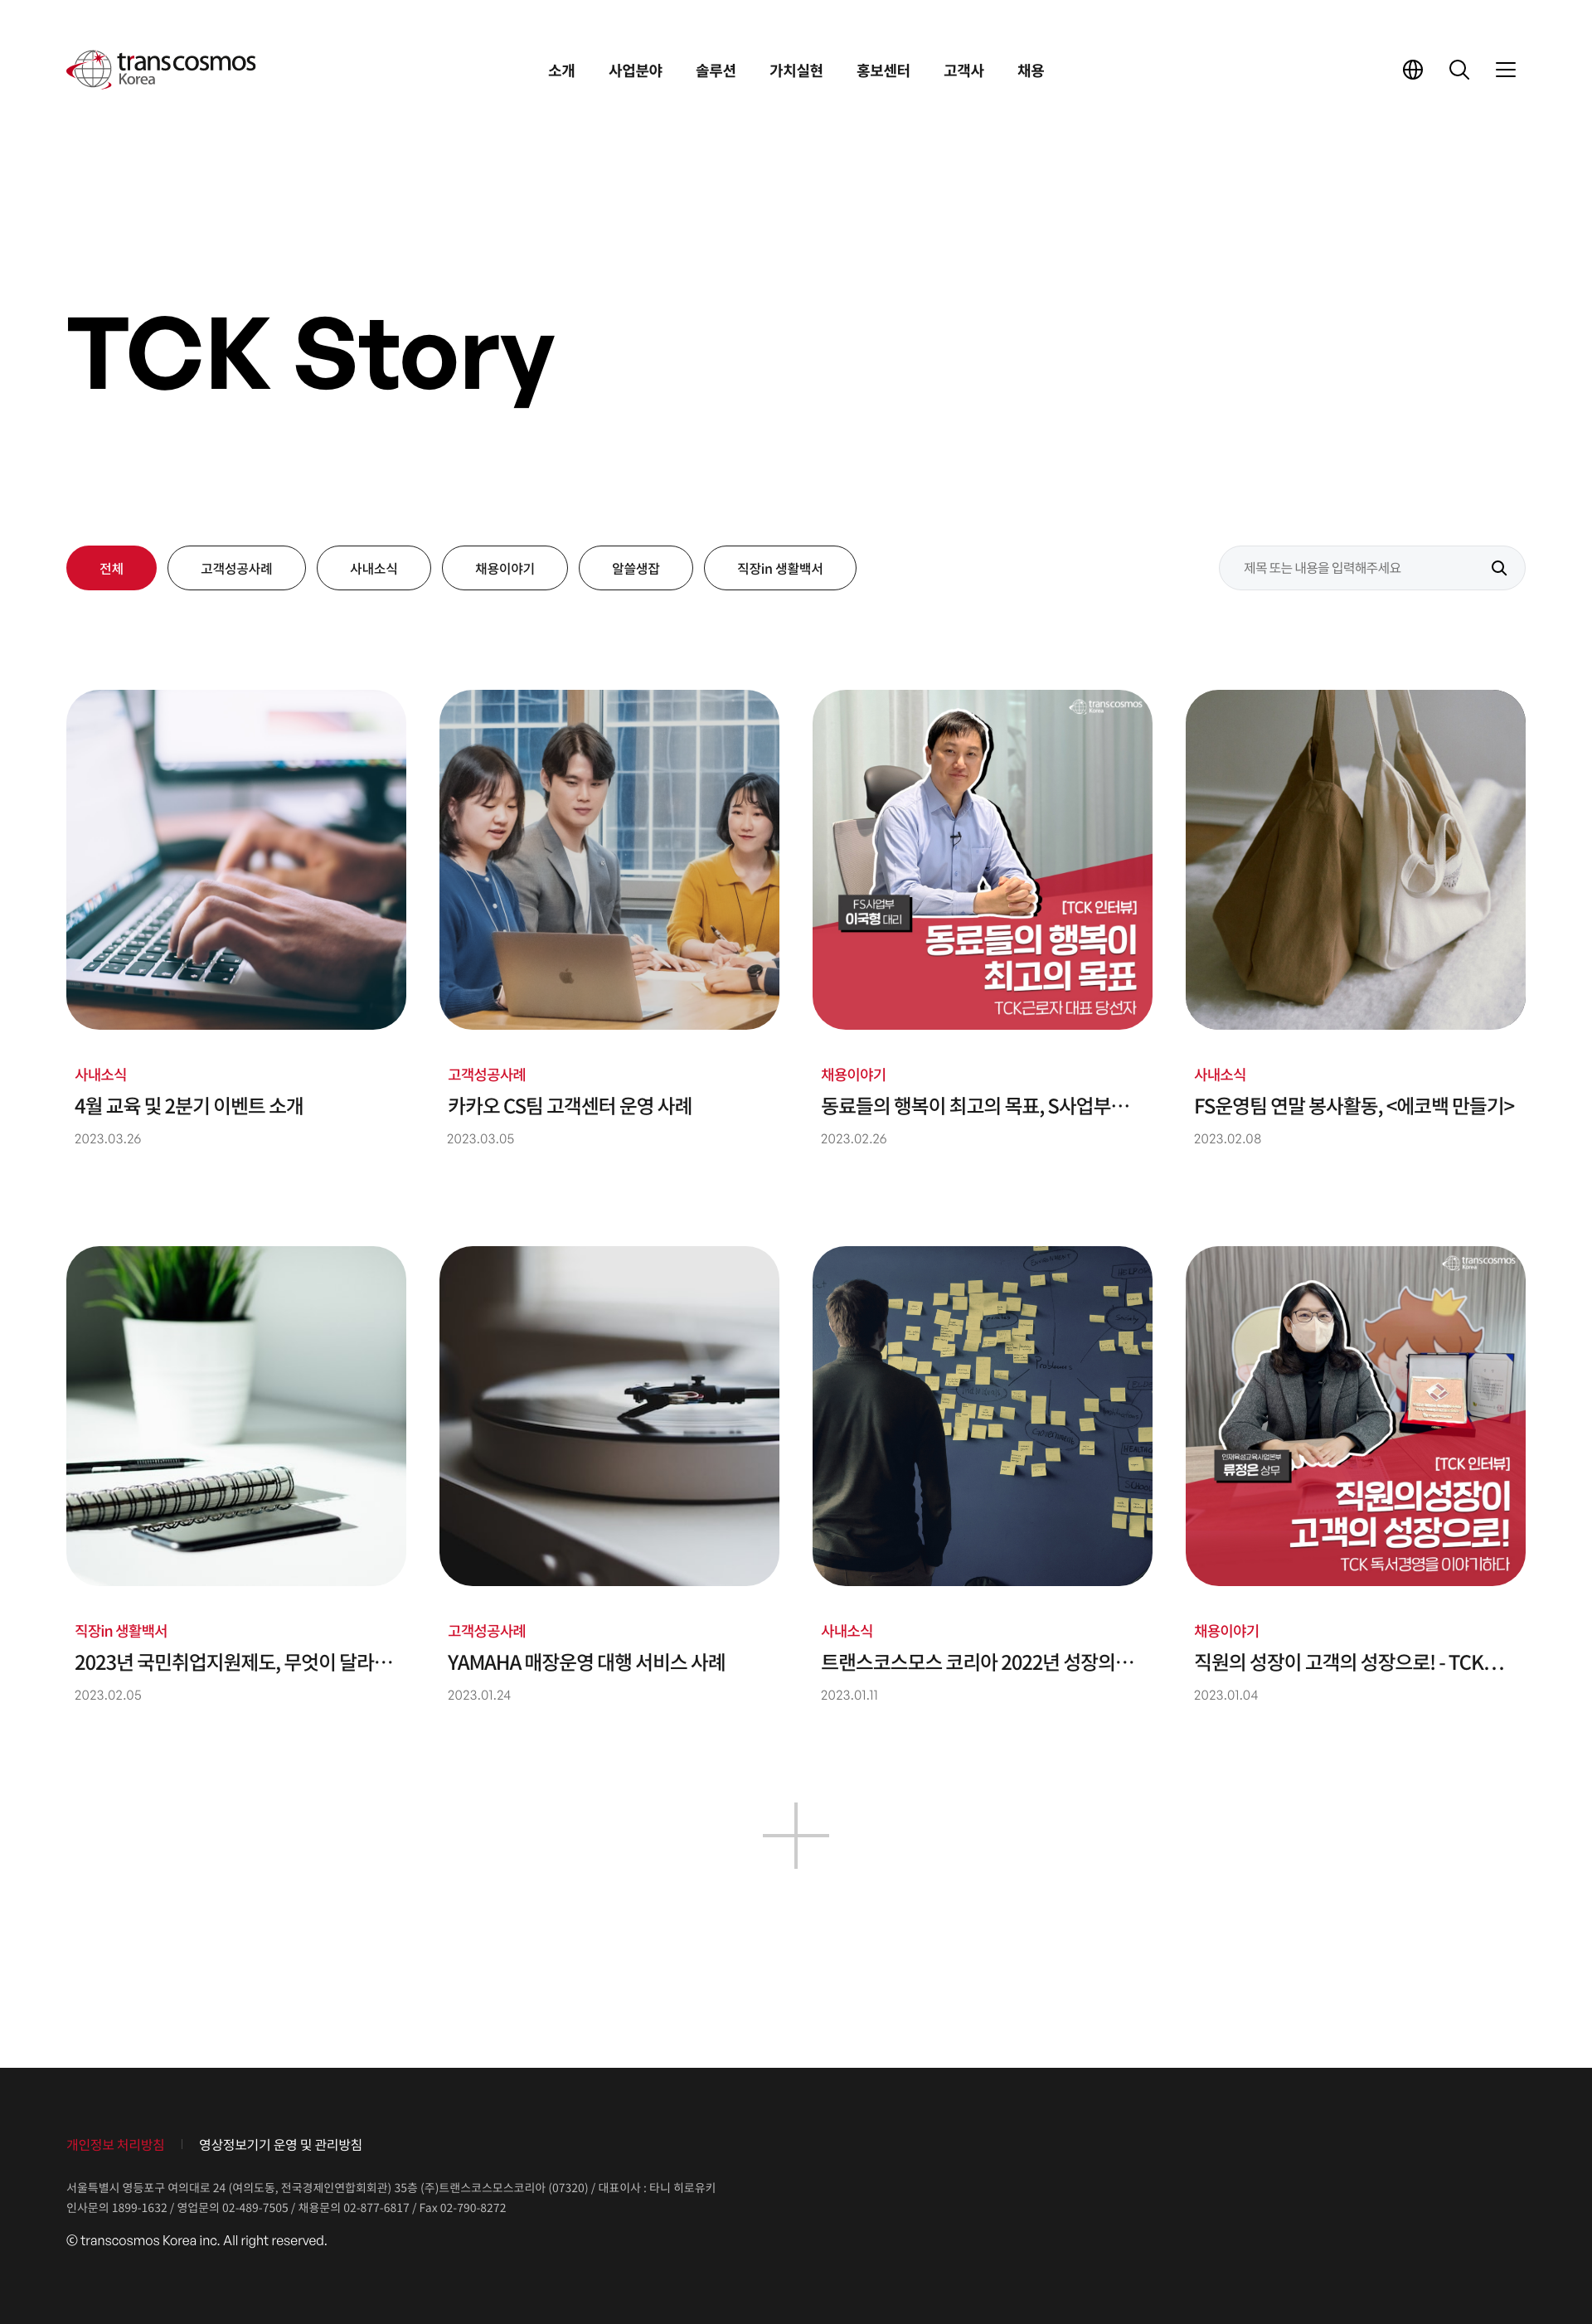 transcosmos
Korea
소개
사업분야
솔루션
가치실현
홍보센터
고객사
채용
TCK Story
전체
고객성공사례
사내소식
채용이야기
알쓸생잡
직장in 생활백서
제목 또는 내용을 입력해주세요
transcosmos
Korea
FS사업부
이국형 대리
[TCK 인터뷰]
동료들의 행복이
최고의 목표
TCK근로자 대표 당선자
사내소식
4월 교육 및 2분기 이벤트 소개
2023.03.26
고객성공사례
카카오 CS팀 고객센터 운영 사례
2023.03.05
채용이야기
동료들의 행복이 최고의 목표, S사업부…
2023.02.26
사내소식
FS운영팀 연말 봉사활동, <에코백 만들기>
2023.02.08
transcosmos
Korea
인재육성교육사업본부
류정은 상무
[TCK 인터뷰]
직원의성장이
고객의 성장으로!
TCK 독서경영을 이야기하다
직장in 생활백서
2023년 국민취업지원제도, 무엇이 달라…
2023.02.05
고객성공사례
YAMAHA 매장운영 대행 서비스 사례
2023.01.24
사내소식
트랜스코스모스 코리아 2022년 성장의…
2023.01.11
채용이야기
직원의 성장이 고객의 성장으로! - TCK…
2023.01.04
개인정보 처리방침
영상정보기기 운영 및 관리방침
서울특별시 영등포구 여의대로 24 (여의도동, 전국경제인연합회회관) 35층 (주)트랜스코스모스코리아 (07320) / 대표이사 : 타니 히로유키
인사문의 1899-1632 / 영업문의 02-489-7505 / 채용문의 02-877-6817 / Fax 02-790-8272
© transcosmos Korea inc. All right reserved.